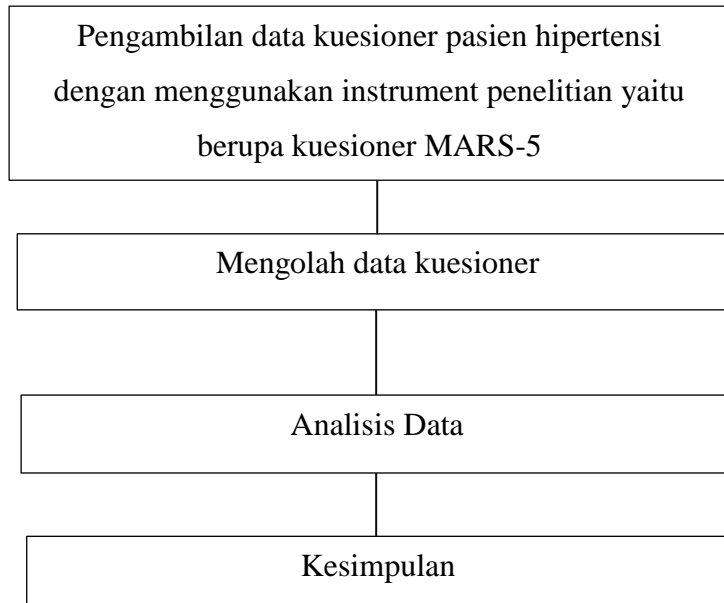 Pengambilan data kuesioner pasien hipertensi
dengan menggunakan instrument penelitian yaitu
berupa kuesioner MARS-5
Mengolah data kuesioner
Analisis Data
Kesimpulan